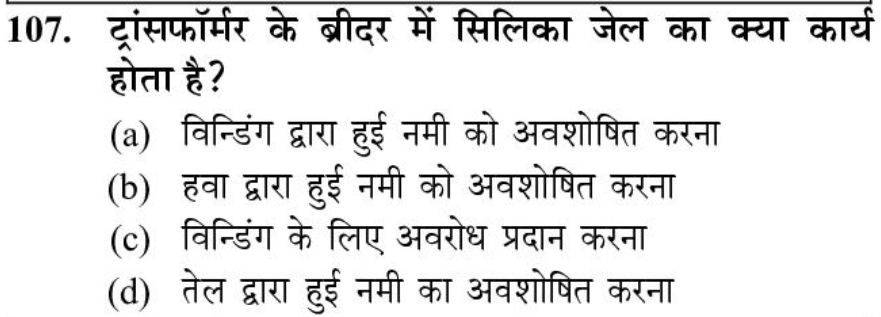 107. ट्रांसफॉर्मर के ब्रीदर में सिलिका जेल का क्या कार्य
होता है?
(a) विन्डिंग द्वारा हुई नमी को अवशोषित करना
(b) हवा द्वारा हुई नमी को अवशोषित करना
(c) विन्डिंग के लिए अवरोध प्रदान करना
(d) तेल द्वारा हुई नमी का अवशोषित करना